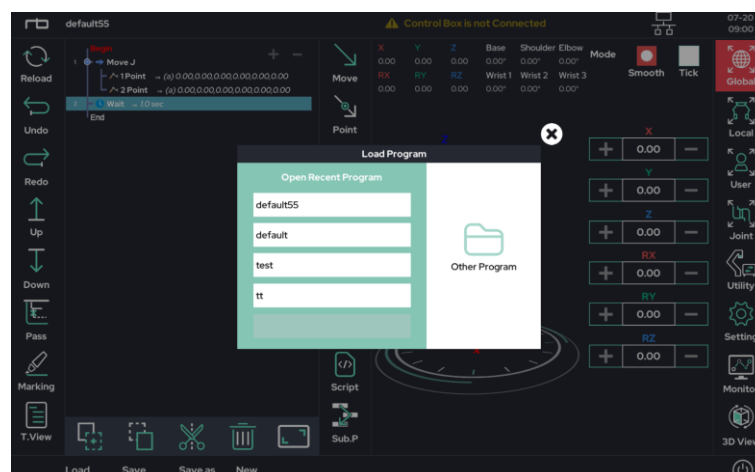 default55
Control Box is not Connected
07-20
09:00
Begin
1 Move J
1 Point → (a) 0.00,0.00,0.00,0.00,0.00,0.00
2 Point → (a) 0.00,0.00,0.00,0.00,0.00,0.00
2 Wait → 1.0 sec
End
X Y Z Base Shoulder Elbow
0.00 0.00 0.00 0.00° 0.00° 0.00°
RX RY RZ Wrist 1 Wrist 2 Wrist 3
0.00 0.00 0.00 0.00° 0.00° 0.00°
Mode
Smooth
Tick
Reload
Undo
Redo
Up
Down
Pass
Marking
T.View
Move
Point
Script
Sub.P
Load Program
Open Recent Program
default55
default
test
tt
Other Program
Z
X
X
0.00
Y
0.00
Z
0.00
RX
0.00
RY
0.00
RZ
0.00
Global
Local
User
Joint
Utility
Setting
Monito
3D View
Load Save Save as New